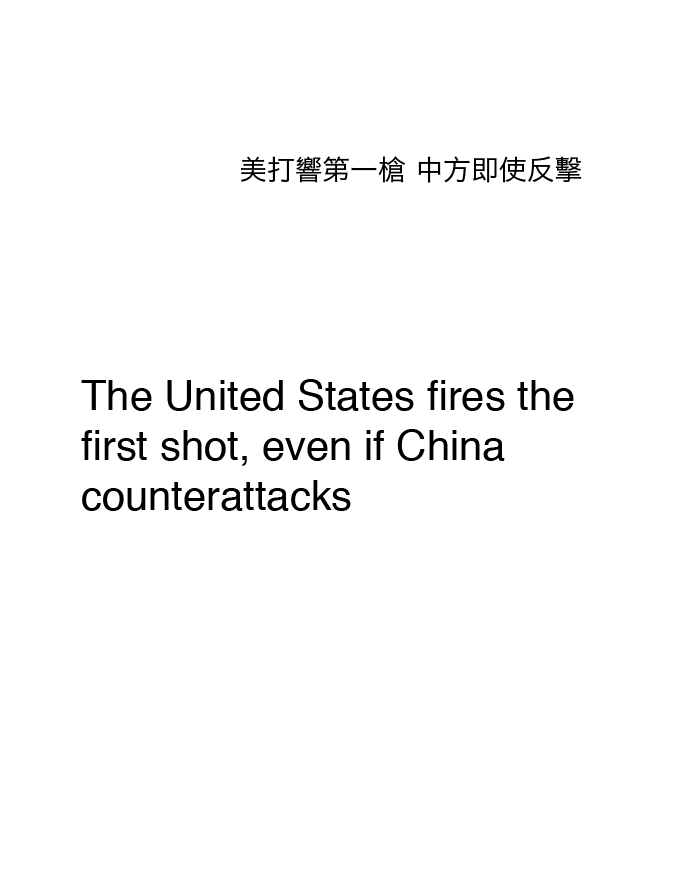 美打響第一槍 中方即使反擊
The United States fires the
first shot, even if China
counterattacks